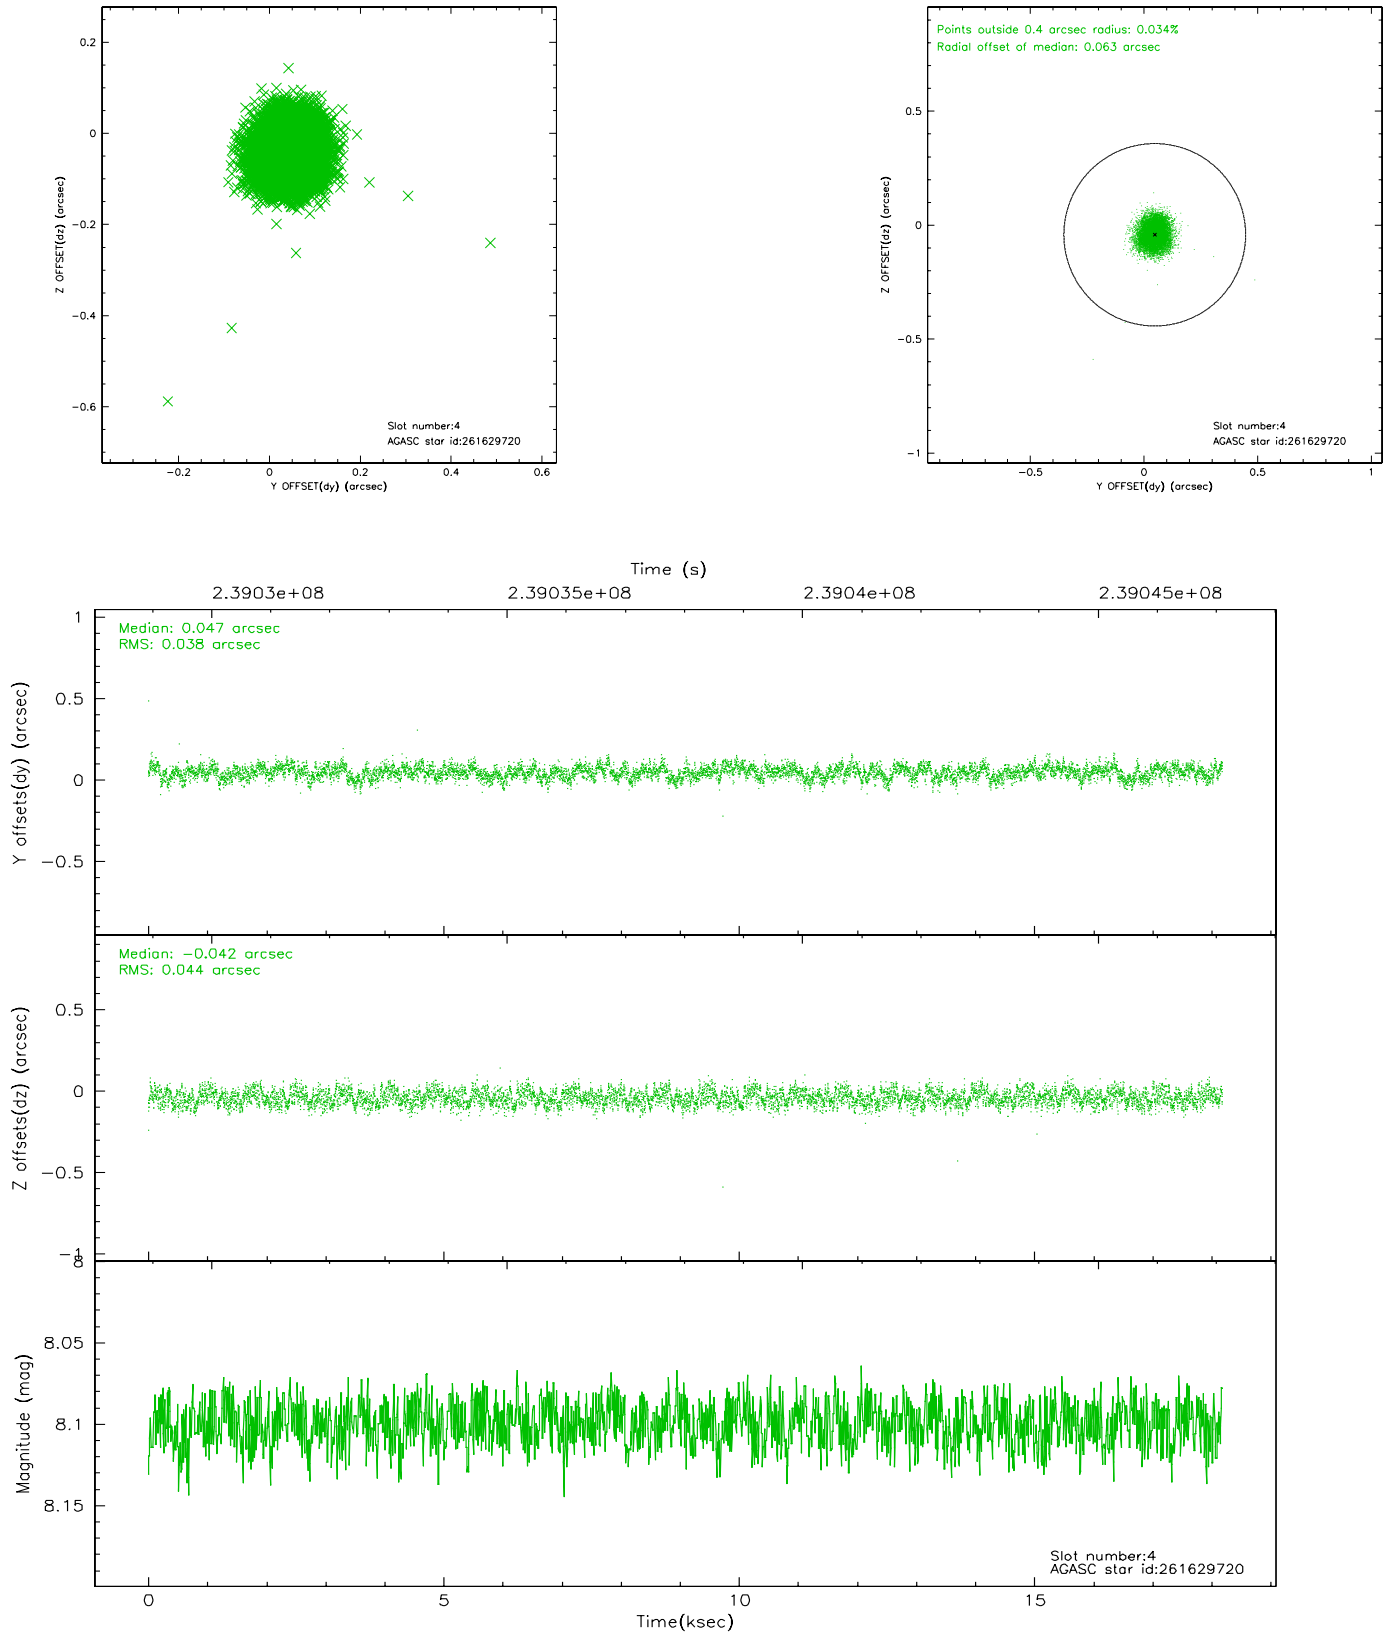 0.2
0
−0.2
−0.4
−0.6
Z OFFSET(dz) (arcsec)
Slot number:4
AGASC star id:261629720
−0.2 0 0.2 0.4 0.6
Y OFFSET(dy) (arcsec)
Points outside 0.4 arcsec radius: 0.034%
Radial offset of median: 0.063 arcsec
0.5
0
−0.5
−1
Z OFFSET(dz) (arcsec)
Slot number:4
AGASC star id:261629720
−0.5 0 0.5 1
Y OFFSET(dy) (arcsec)
Time (s)
2.3903e+08 2.39035e+08 2.3904e+08 2.39045e+08
Median: 0.047 arcsec
RMS: 0.038 arcsec
1
0.5
0
−0.5
Y offsets(dy) (arcsec)
Median: −0.042 arcsec
RMS: 0.044 arcsec
0.5
0
−0.5
−1
Z offsets(dz) (arcsec)
8
8.05
8.1
8.15
Magnitude (mag)
Slot number:4
AGASC star id:261629720
0 5 10 15
Time(ksec)